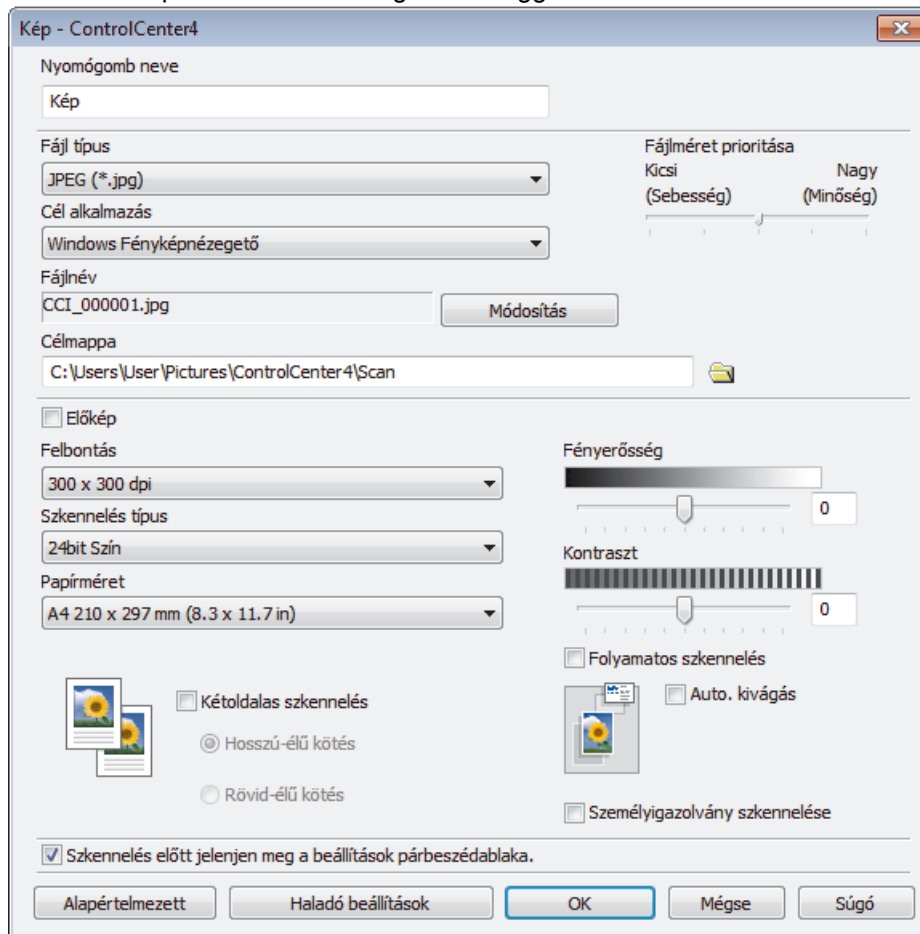 Kép - ControlCenter4
Nyomógomb neve
Kép
Fájl típus
JPEG (*.jpg)
Fájlméret prioritása
Kicsi Nagy
(Sebesség) (Minőség)
Cél alkalmazás
Windows Fényképnézegető
Fájlnév
CCI_000001.jpg
Módosítás
Célmappa
C:\Users\User\Pictures\ControlCenter4\Scan
Előkép
Felbontás
300 x 300 dpi
Szkennelés típus
24bit Szín
Papírméret
A4 210 x 297 mm (8.3 x 11.7 in)
Fényerősség
0
Kontraszt
0
Folyamatos szkennelés
Auto. kivágás
Kétoldalas szkennelés
Hosszú-élű kötés
Rövid-élű kötés
Személyigazolvány szkennelése
Szkennelés előtt jelenjen meg a beállítások párbeszédablaka.
Alapértelmezett Haladó beállítások OK Mégse Súgó